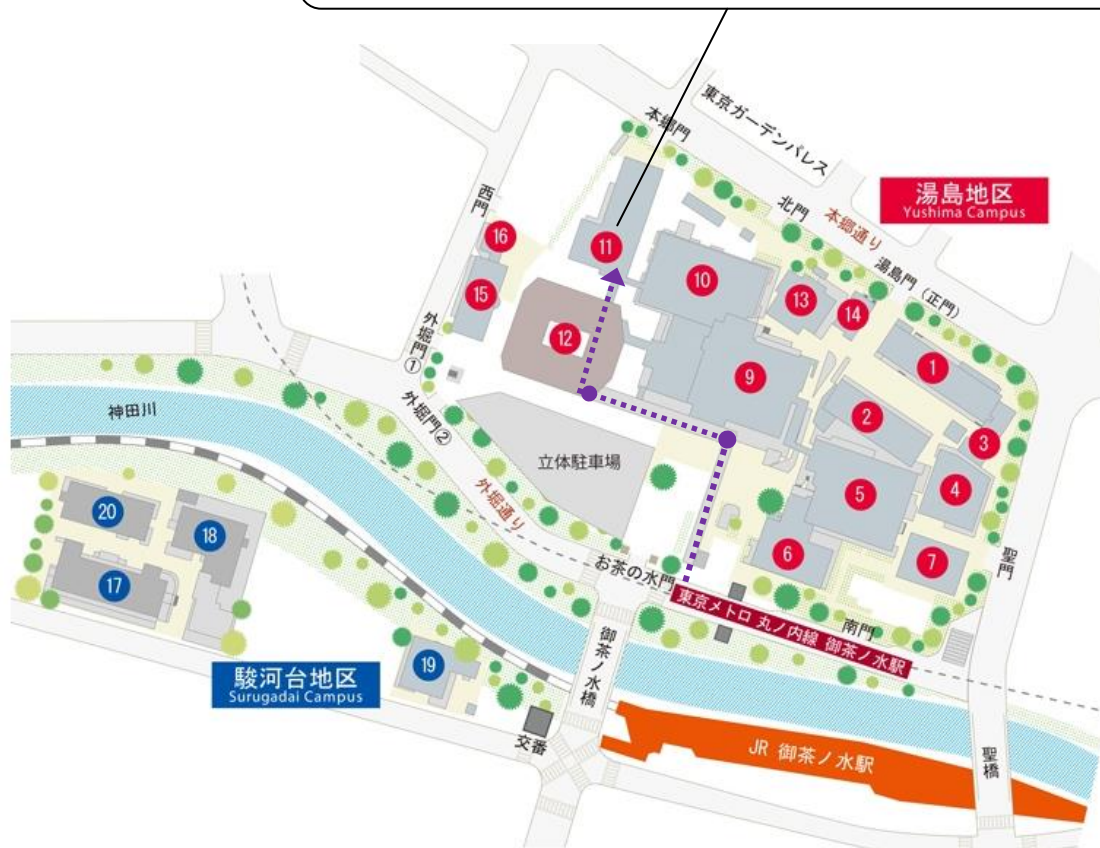 東京ガーデンパレス
本郷門
湯島地区
Yushima Campus
北門
本郷通り
西門
湯島門（正門）
16
11
10
15
13
14
外堀門①
12
1
9
2
外堀門②
3
神田川
立体駐車場
5
4
外堀通り
20
18
6
7
聖門
お茶の水門
17
東京メトロ 丸ノ内線 御茶ノ水駅
南門
御茶ノ水橋
19
駿河台地区
Surugadai Campus
交番
JR 御茶ノ水駅
聖橋